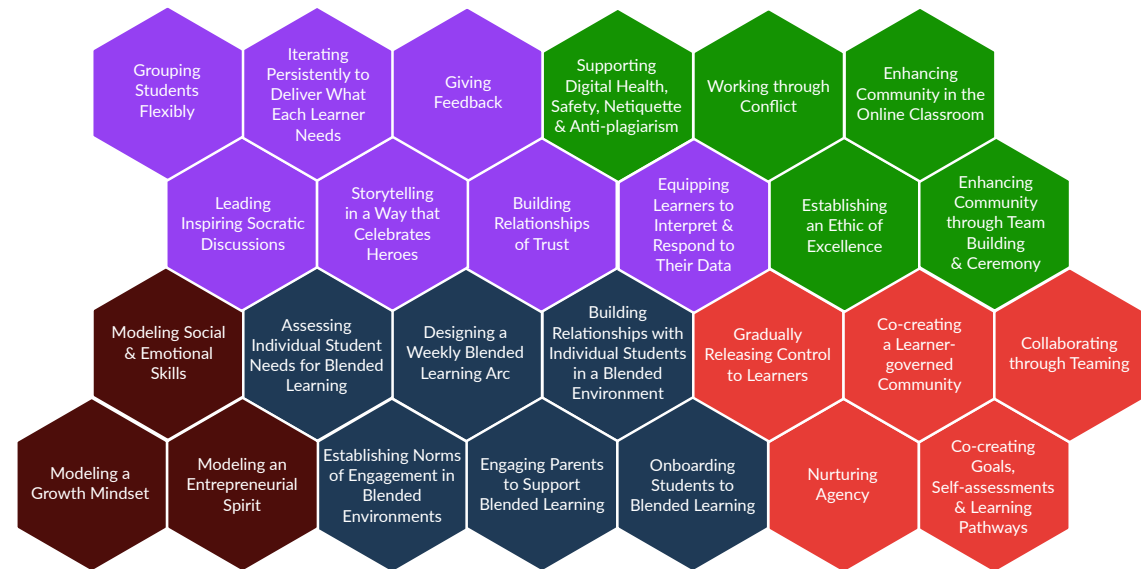 Grouping
Students
Flexibly
Iterating
Persistently to
Deliver What
Each Learner
Needs
Giving
Feedback
Supporting
Digital Health,
Safety, Netiquette
& Anti-plagiarism
Working through
Conflict
Enhancing
Community in the
Online Classroom
Leading
Inspiring Socratic
Discussions
Storytelling
in a Way that
Celebrates
Heroes
Building
Relationships
of Trust
Equipping
Learners to
Interpret &
Respond to
Their Data
Establishing
an Ethic of
Excellence
Enhancing
Community
through Team
Building
& Ceremony
Modeling Social
& Emotional
Skills
Assessing
Individual Student
Needs for Blended
Learning
Designing a
Weekly Blended
Learning Arc
Building
Relationships with
Individual Students
in a Blended
Environment
Gradually
Releasing Control
to Learners
Co-creating
a Learner-
governed
Community
Collaborating
through Teaming
Modeling a
Growth Mindset
Modeling an
Entrepreneurial
Spirit
Establishing Norms
of Engagement in
Blended
Environments
Engaging Parents
to Support
Blended Learning
Onboarding
Students to
Blended Learning
Nurturing
Agency
Co-creating
Goals,
Self-assessments
& Learning
Pathways